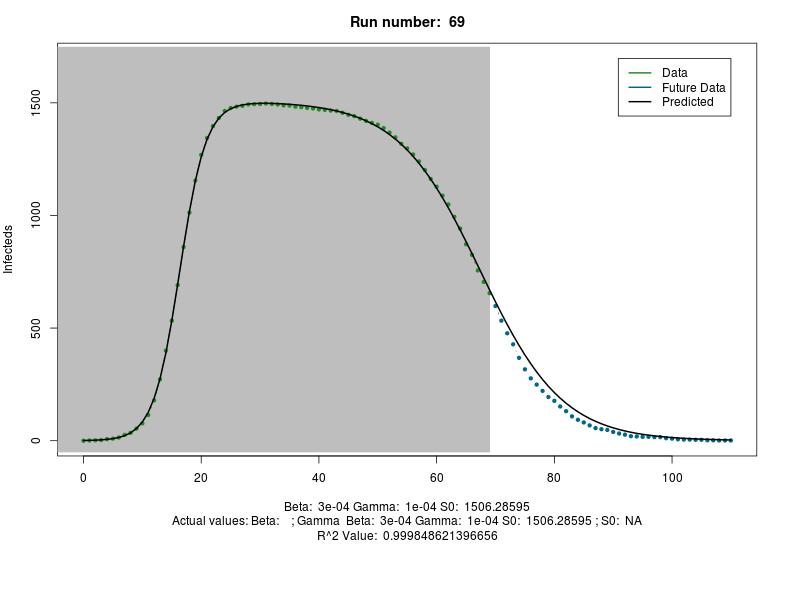 Run number:  69
Data
Future Data
Predicted
Infecteds
1500
1000
500
0
0 20 40 60 80 100
Beta:  3e-04 Gamma:  1e-04 S0:  1506.28595
Actual values: Beta:    ; Gamma  Beta:  3e-04 Gamma:  1e-04 S0:  1506.28595 ; S0:  NA
R^2 Value:  0.999848621396656